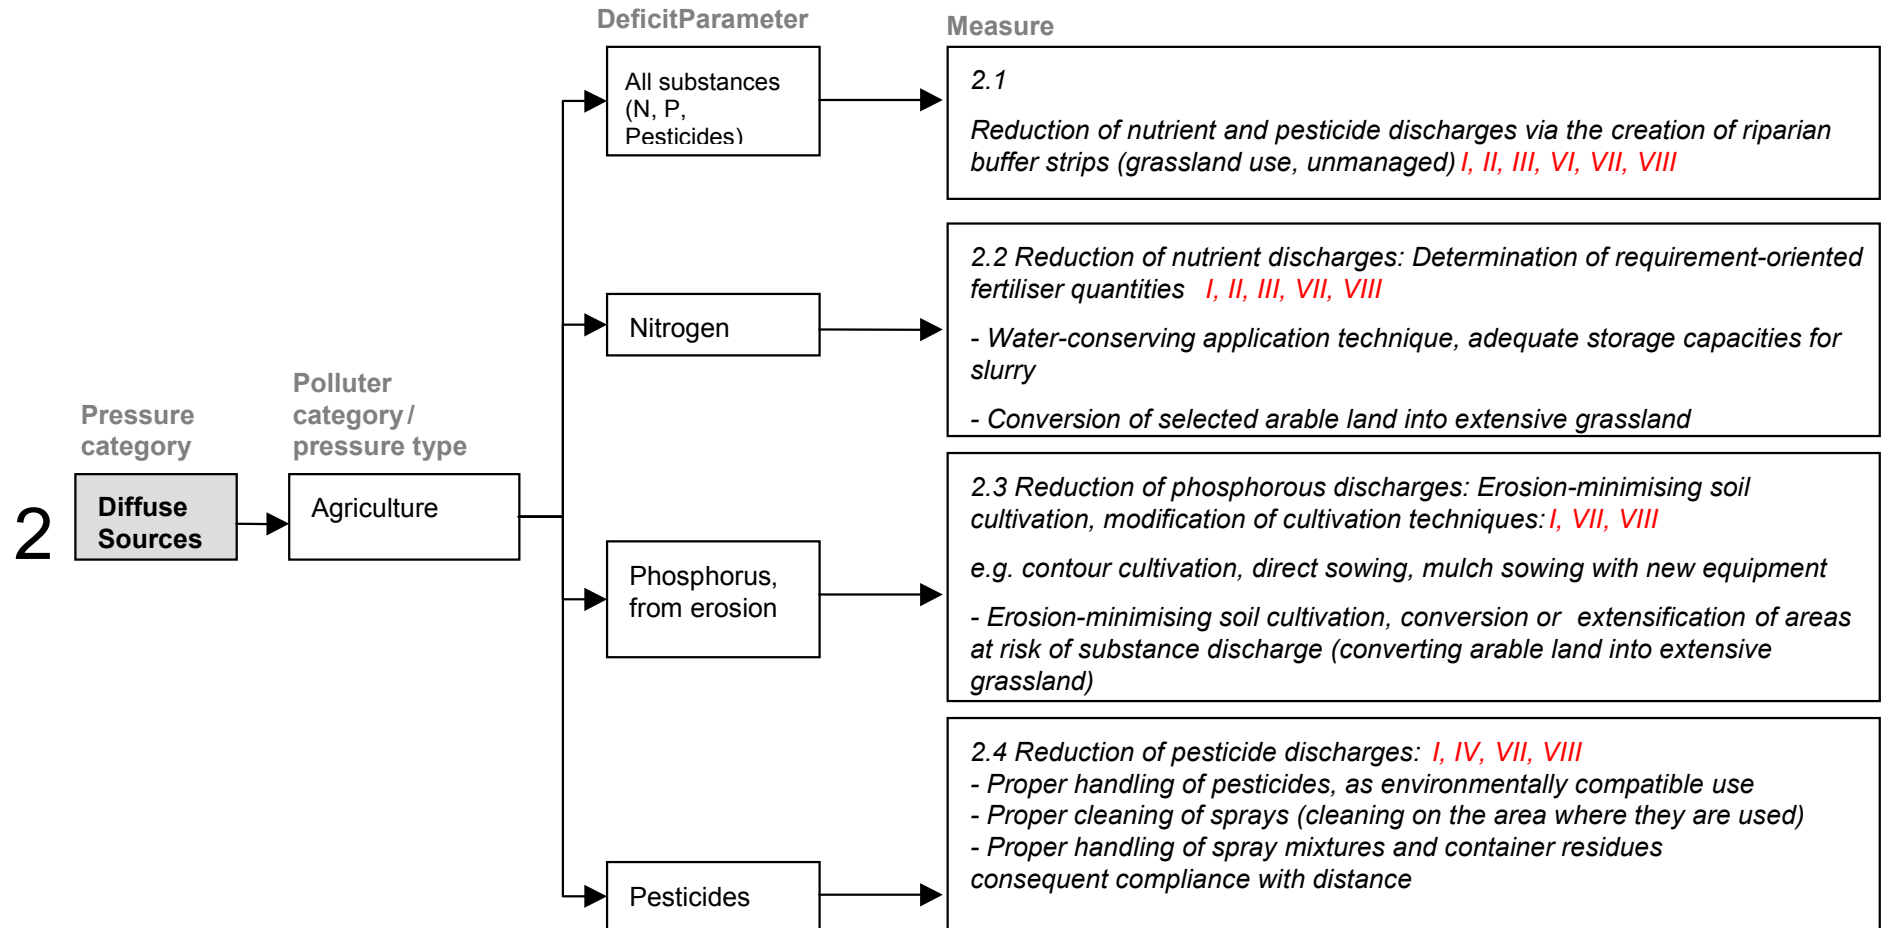 DeficitParameter
Measure
All substances
(N, P,
Pesticides)
2.1
Reduction of nutrient and pesticide discharges via the creation of riparian
buffer strips (grassland use, unmanaged) I, II, III, VI, VII, VIII
Nitrogen
2.2 Reduction of nutrient discharges: Determination of requirement-oriented
fertiliser quantities I, II, III, VII, VIII
- Water-conserving application technique, adequate storage capacities for
slurry
- Conversion of selected arable land into extensive grassland
Pressure
category
Polluter
category/
pressure type
2
Diffuse
Sources
Agriculture
Phosphorus,
from erosion
2.3 Reduction of phosphorous discharges: Erosion-minimising soil
cultivation, modification of cultivation techniques: I, VII, VIII
e.g. contour cultivation, direct sowing, mulch sowing with new equipment
- Erosion-minimising soil cultivation, conversion or extensification of areas
at risk of substance discharge (converting arable land into extensive
grassland)
Pesticides
2.4 Reduction of pesticide discharges: I, IV, VII, VIII
- Proper handling of pesticides, as environmentally compatible use
- Proper cleaning of sprays (cleaning on the area where they are used)
- Proper handling of spray mixtures and container residues
consequent compliance with distance